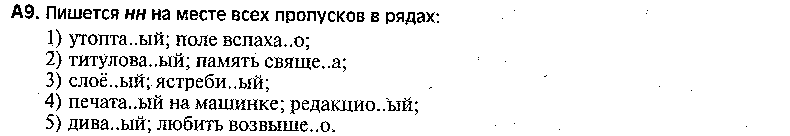 А9. Пишется нн на месте всех пропусков в рядах:
1) утопта..ый; поле вспаха..о;
2) титулова..ый; память свяще..а;
3) слоё..ый; ястреби..ый;
4) печата..ый на машинке; редакцио..ый;
5) дива..ый; любить возвыше..о.